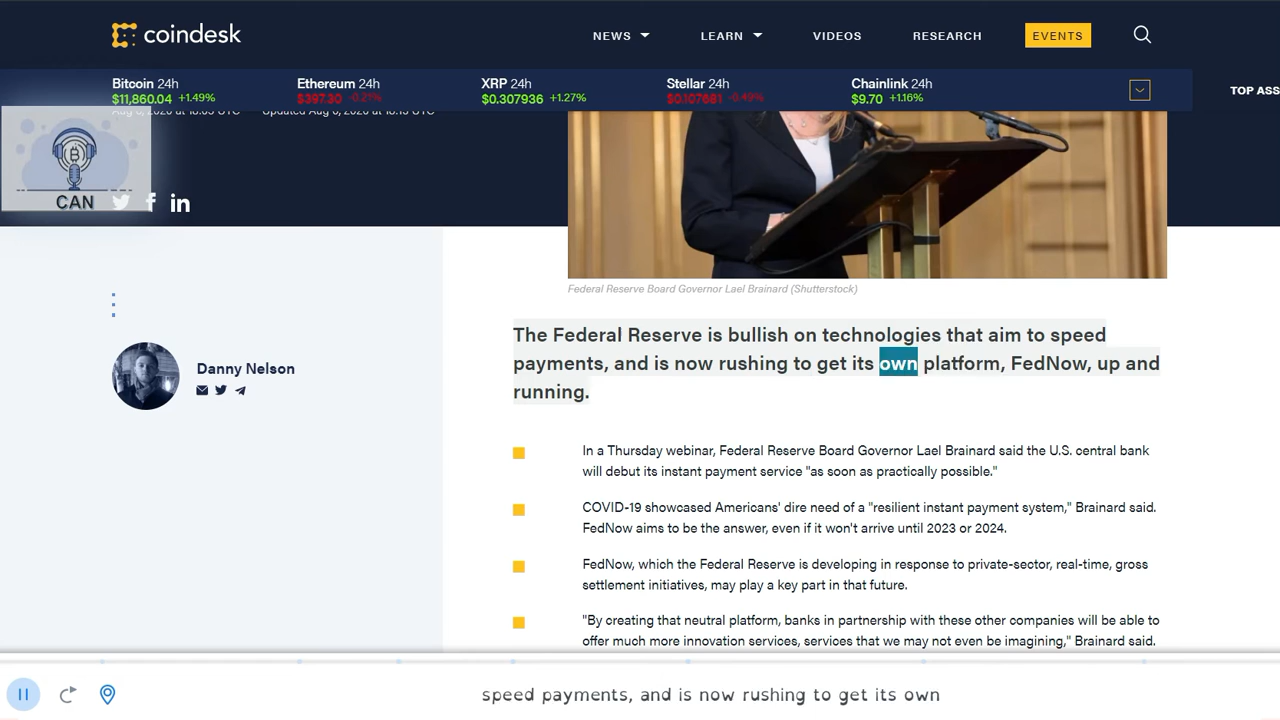 coindesk
NEWS LEARN VIDEOS RESEARCH EVENTS
Bitcoin 24h Ethereum 24h XRP 24h Stellar 24h Chainlink 24h
$11,860.04 +1.49% $397.30 -0.21% $0.307936 +1.27% $0.107681 -0.49% $9.70 +1.16%
TOP ASS
CAN
Federal Reserve Board Governor Lael Brainard (Shutterstock)
The Federal Reserve is bullish on technologies that aim to speed
payments, and is now rushing to get its own platform, FedNow, up and
running.
Danny Nelson
In a Thursday webinar, Federal Reserve Board Governor Lael Brainard said the U.S. central bank
will debut its instant payment service "as soon as practically possible."
COVID-19 showcased Americans' dire need of a "resilient instant payment system," Brainard said.
FedNow aims to be the answer, even if it won't arrive until 2023 or 2024.
FedNow, which the Federal Reserve is developing in response to private-sector, real-time, gross
settlement initiatives, may play a key part in that future.
"By creating that neutral platform, banks in partnership with these other companies will be able to
offer much more innovation services, services that we may not even be imagining," Brainard said.
speed payments, and is now rushing to get its own